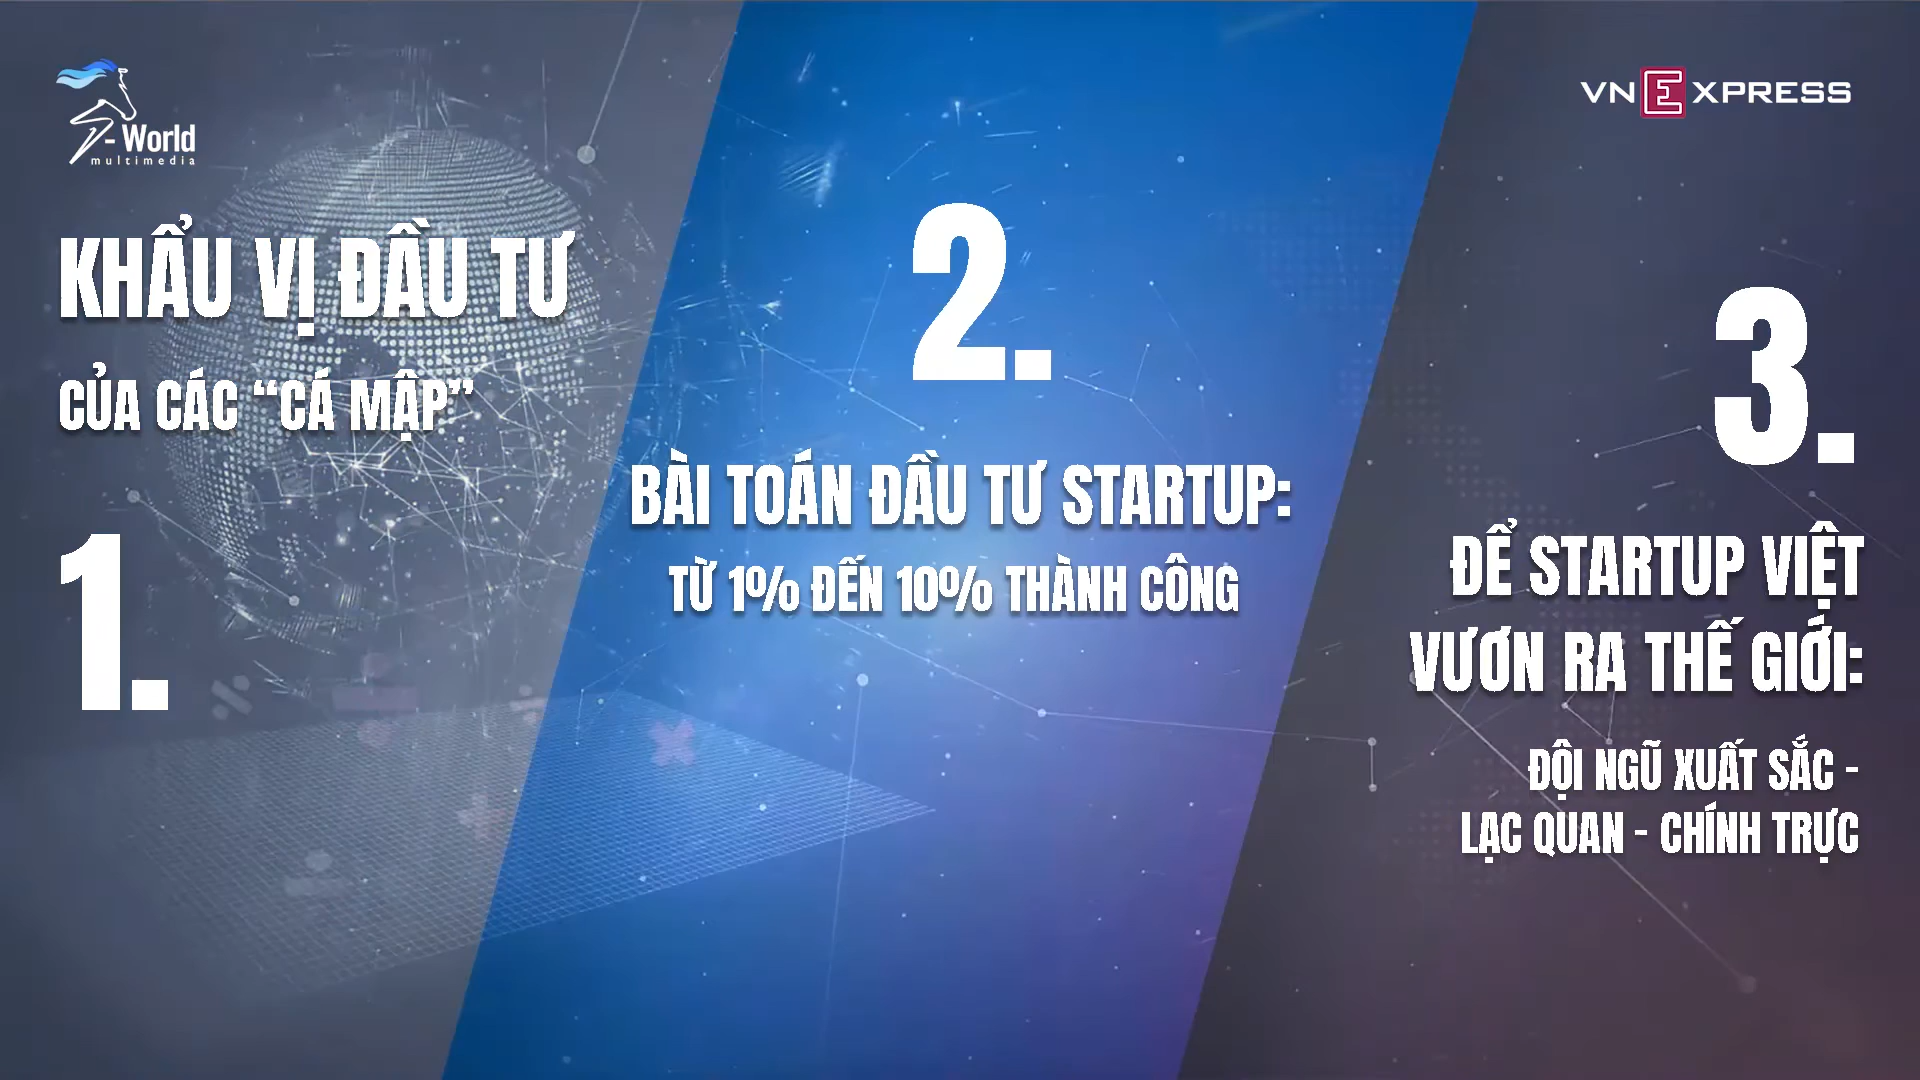 -World
multimedia
VNEXPRESS
KHẨU VỊ ĐẦU TƯ
CỦA CÁC “CÁ MẬP”
1.
2.
BÀI TOÁN ĐẦU TƯ STARTUP:
TỪ 1% ĐẾN 10% THÀNH CÔNG
3.
ĐỂ STARTUP VIỆT
VƯƠN RA THẾ GIỚI:
ĐỘI NGŨ XUẤT SẮC -
LẠC QUAN - CHÍNH TRỰC